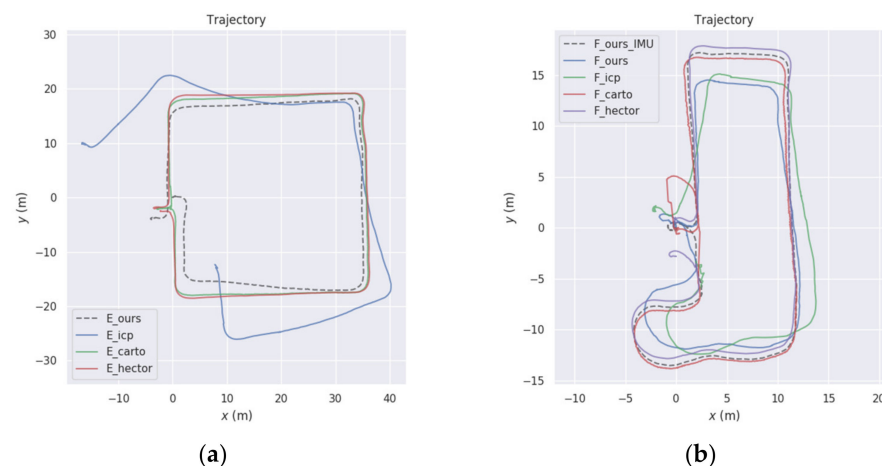 Trajectory
30
20
10
0
−10
−20
−30
y (m)
−10 0 10 20 30 40
x (m)
E_ours
E_icp
E_carto
E_hector
(a)
Trajectory
15
10
5
0
−5
−10
−15
y (m)
−10 −5 0 5 10 15 20
x (m)
F_ours_IMU
F_ours
F_icp
F_carto
F_hector
(b)